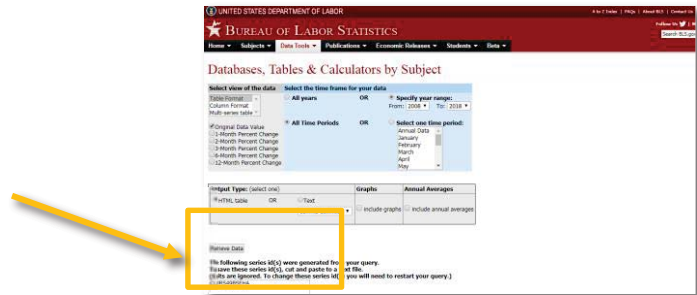 UNITED STATES DEPARTMENT OF LABOR
A to Z Index | FAQs | About BLS | Contact Us
BUREAU OF LABOR STATISTICS
Follow Us
Search BLS.gov
Home Subjects Data Tools Publications Economic Releases Students Beta
Databases, Tables & Calculators by Subject
Select view of the data Select the time frame for your data
Table Format All years OR Specify year range:
Column Format From: 2008 To: 2018
Multi-series table
Original Data Value All Time Periods OR Select one time period:
1-Month Percent Change Annual Data
2-Month Percent Change January
3-Month Percent Change February
6-Month Percent Change March
12-Month Percent Change April
May
Output Type: (select one) Graphs Annual Averages
HTML table OR Text include graphs include annual averages
Retrieve Data
The following series id(s) were generated from your query.
To save these series id(s), cut and paste to a text file.
(Edits are ignored. To change these series id(s) you will need to restart your query.)